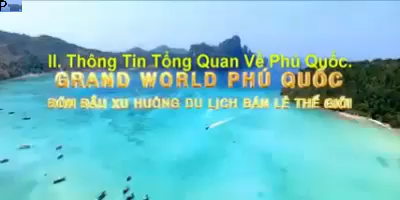 P
II. Thông Tin Tổng Quan Về Phú Quốc.
GRAND WORLD PHÚ QUỐC
ĐÓN ĐẦU XU HƯỚNG DU LỊCH BÁN LẺ THẾ GIỚI